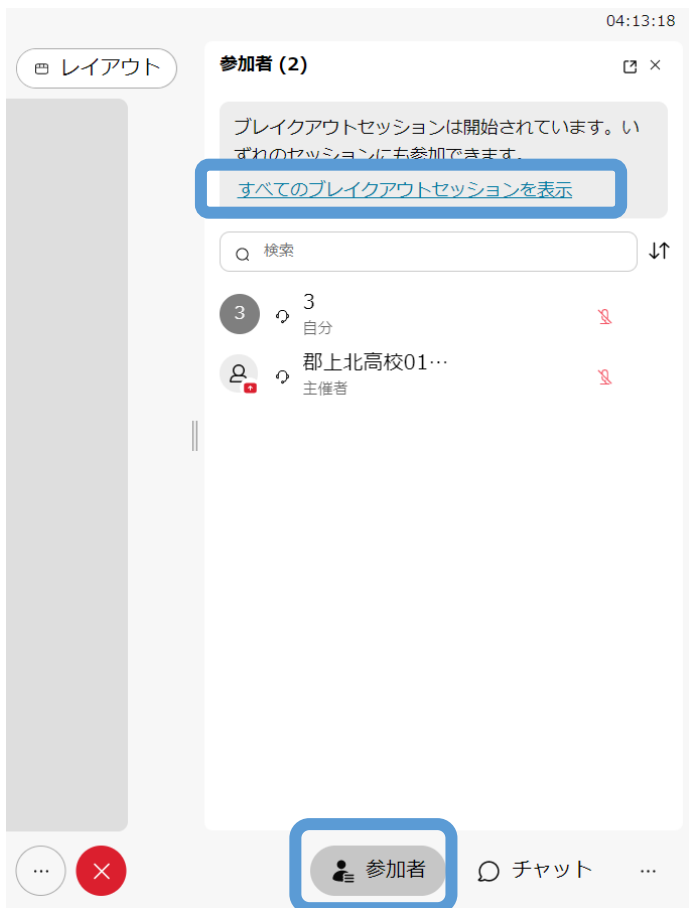 04:13:18
レイアウト
参加者 (2)
ブレイクアウトセッションは開始されています。い
ずれのセッションにも参加できます。
すべてのブレイクアウトセッションを表示
検索
3
3
自分
郡上北高校01…
主催者
参加者
チャット